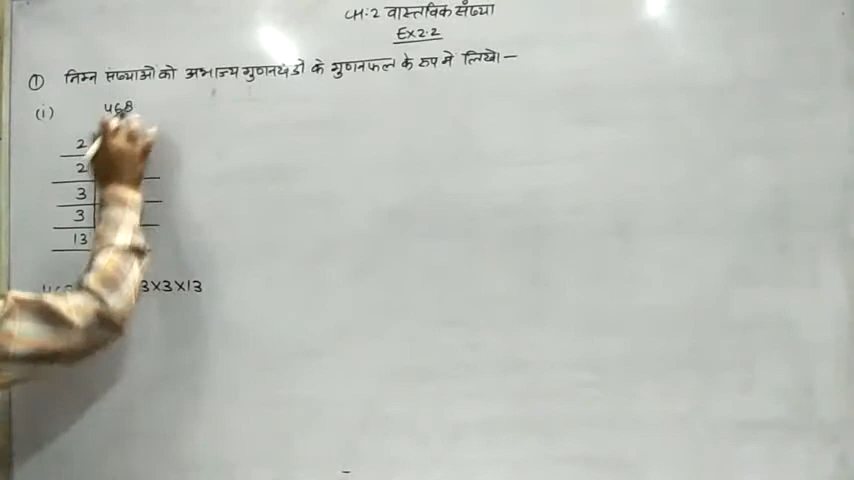 CH:2 वास्तविक संख्या
Ex 2.2
① निम्न संख्याओ को अभाज्य गुणनखंडो के गुणनफल के रुप मे लिखो।-
(i) 468
2
2
3
3
13
3×3×13